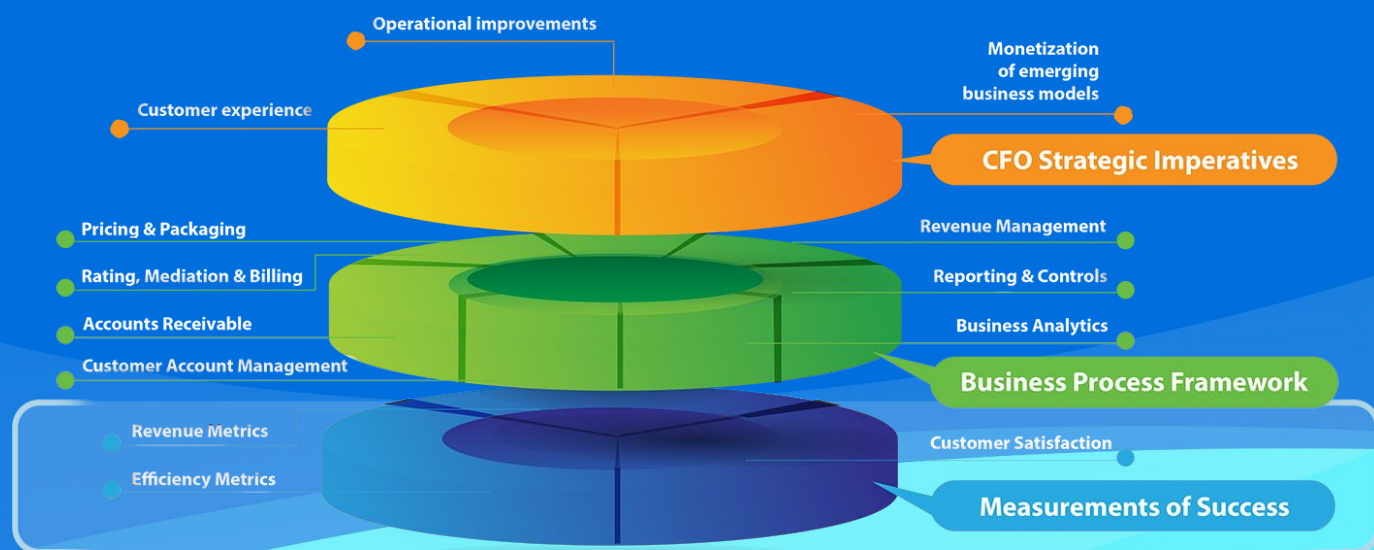 Operational improvements
Monetization
of emerging
business models
Customer experience
CFO Strategic Imperatives
Pricing & Packaging
Revenue Management
Rating, Mediation & Billing
Reporting & Controls
Accounts Receivable
Business Analytics
Customer Account Management
Business Process Framework
Revenue Metrics
Customer Satisfaction
Efficiency Metrics
Measurements of Success